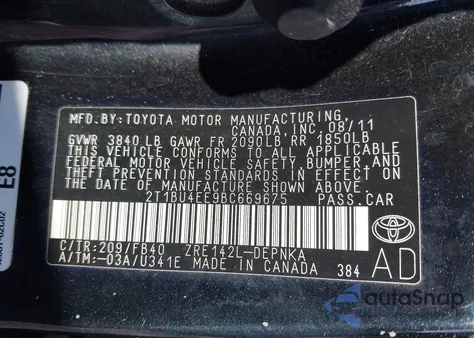 MFD.BY:TOYOTA MOTOR MANUFACTURING,
CANADA, INC. 08/11
GVWR 3840LB GAWR FR 2090LB RR 1850LB
THIS VEHICLE CONFORMS TO ALL APPLICABLE
FEDERAL MOTOR VEHICLE SAFETY, BUMPER, AND
THEFT PREVENTION STANDARDS IN EFFECT ON
THE DATE OF MANUFACTURE SHOWN ABOVE.
2T1BU4EE9BC669675 PASS.CAR
C/TR:209/FB40 ZRE142L-DEPNKA
A/TM:-03A/U341E MADE IN CANADA 384
AD
E8
autoSnap